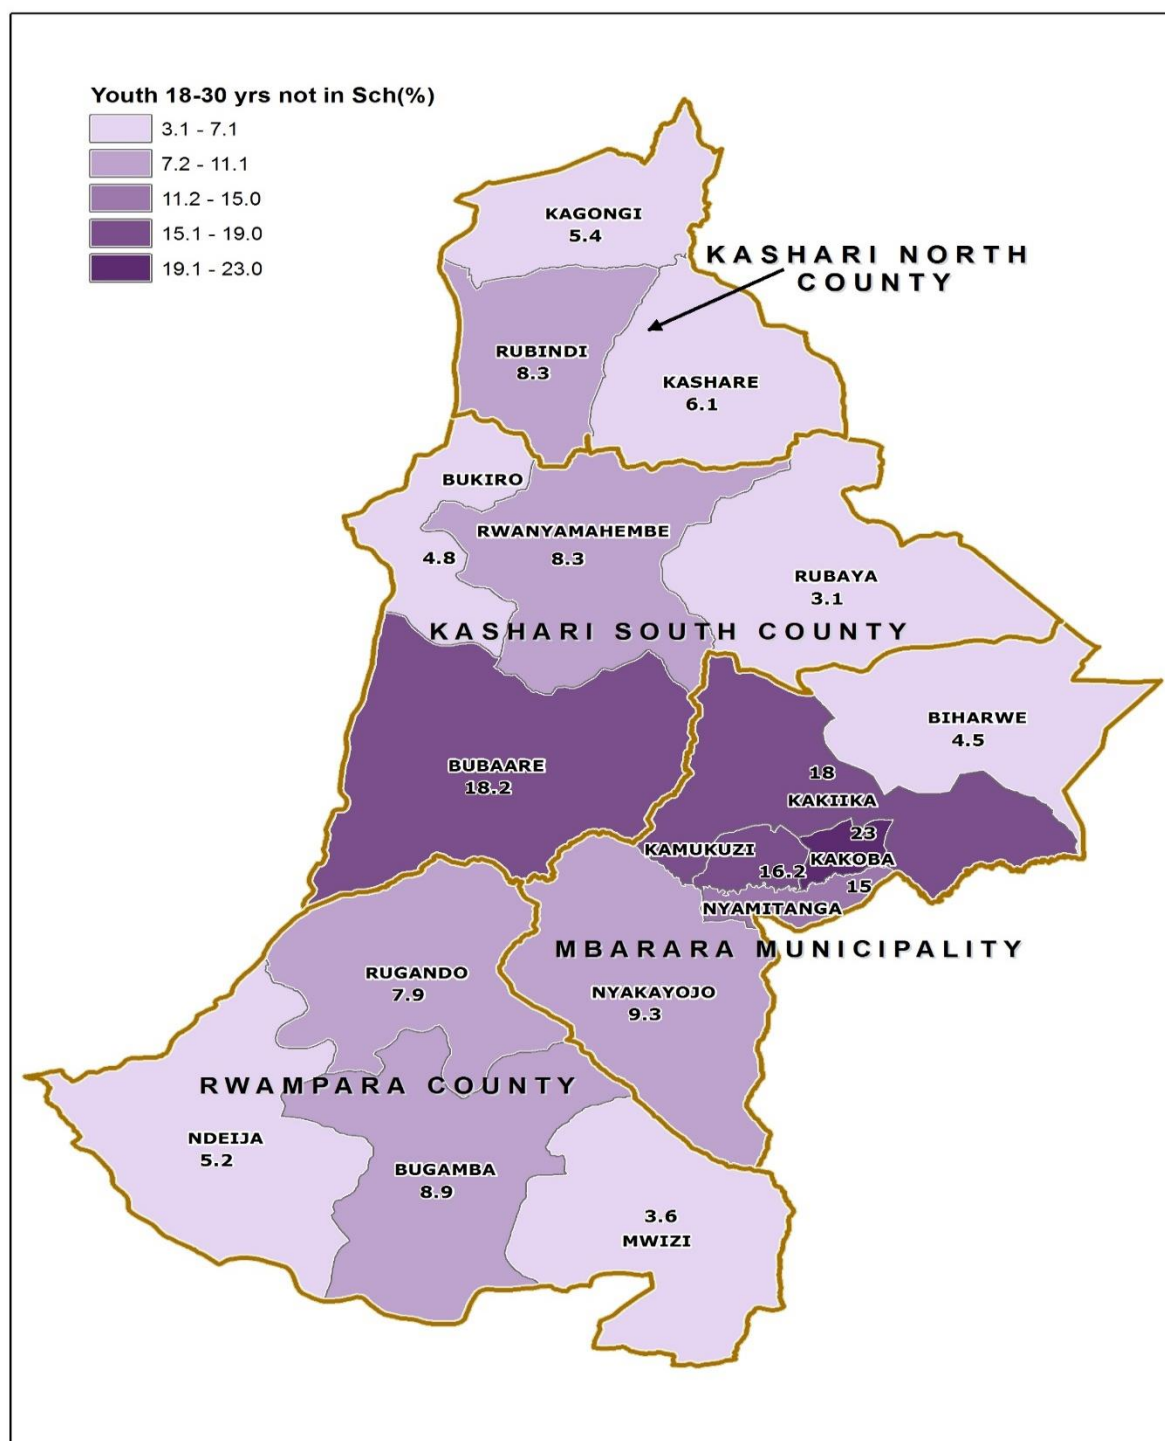 Youth 18-30 yrs not in Sch(%)
3.1 - 7.1
7.2 - 11.1
11.2 - 15.0
15.1 - 19.0
19.1 - 23.0
KAGONGI
5.4
KASHARI NORTH
COUNTY
RUBINDI
8.3
KASHARE
6.1
BUKIRO
4.8
RWANYAMAHEMBE
8.3
RUBAYA
3.1
KASHARI SOUTH COUNTY
BIHARWE
4.5
BUBAARE
18.2
18
KAKIIKA
23
KAKOBA
KAMUKUZI
16.2
15
NYAMITANGA
MBARARA MUNICIPALITY
RUGANDO
7.9
NYAKAYOJO
9.3
RWAMPARA COUNTY
NDEIJA
5.2
BUGAMBA
8.9
3.6
MWIZI